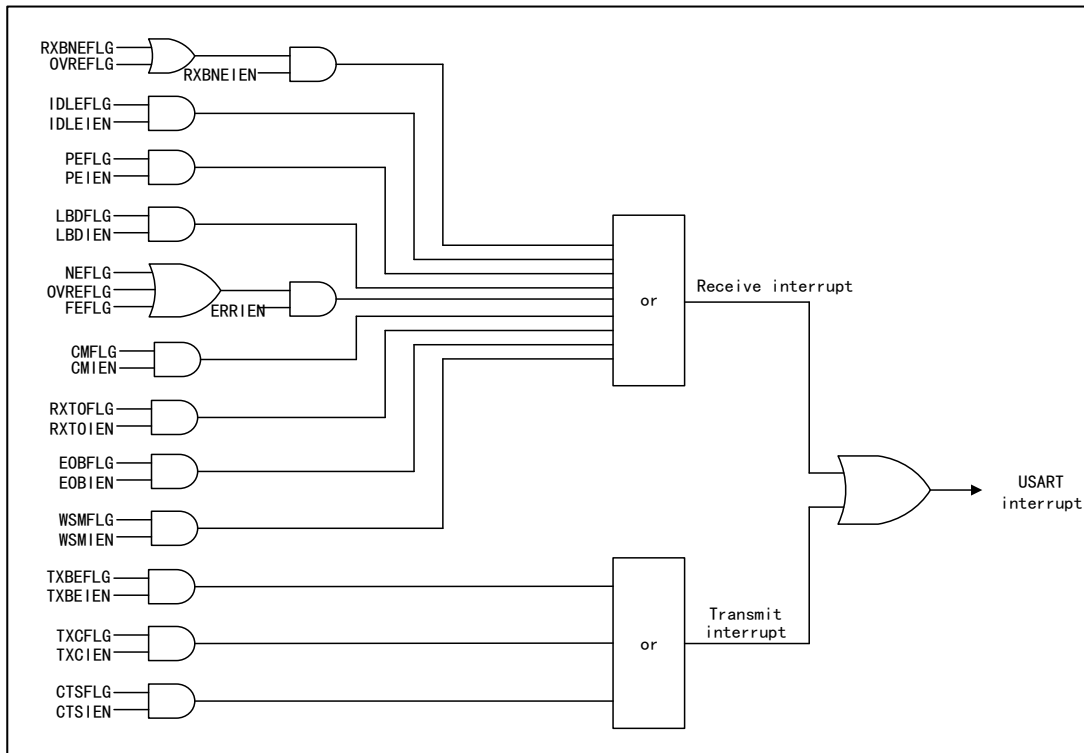 RXBNEFLG
OVREFLG
RXBNEIEN
IDLEFLG
IDLEIEN
PEFLG
PEIEN
LBDFLG
LBDIEN
NEFLG
OVREFLG
FEFLG
ERRIEN
CMFLG
CMIEN
RXTOFLG
RXTOIEN
EOBFLG
EOBIEN
WSMFLG
WSMIEN
or
Receive interrupt
TXBEFLG
TXBEIEN
TXCFLG
TXCIEN
CTSFLG
CTSIEN
or
Transmit
interrupt
USART
interrupt